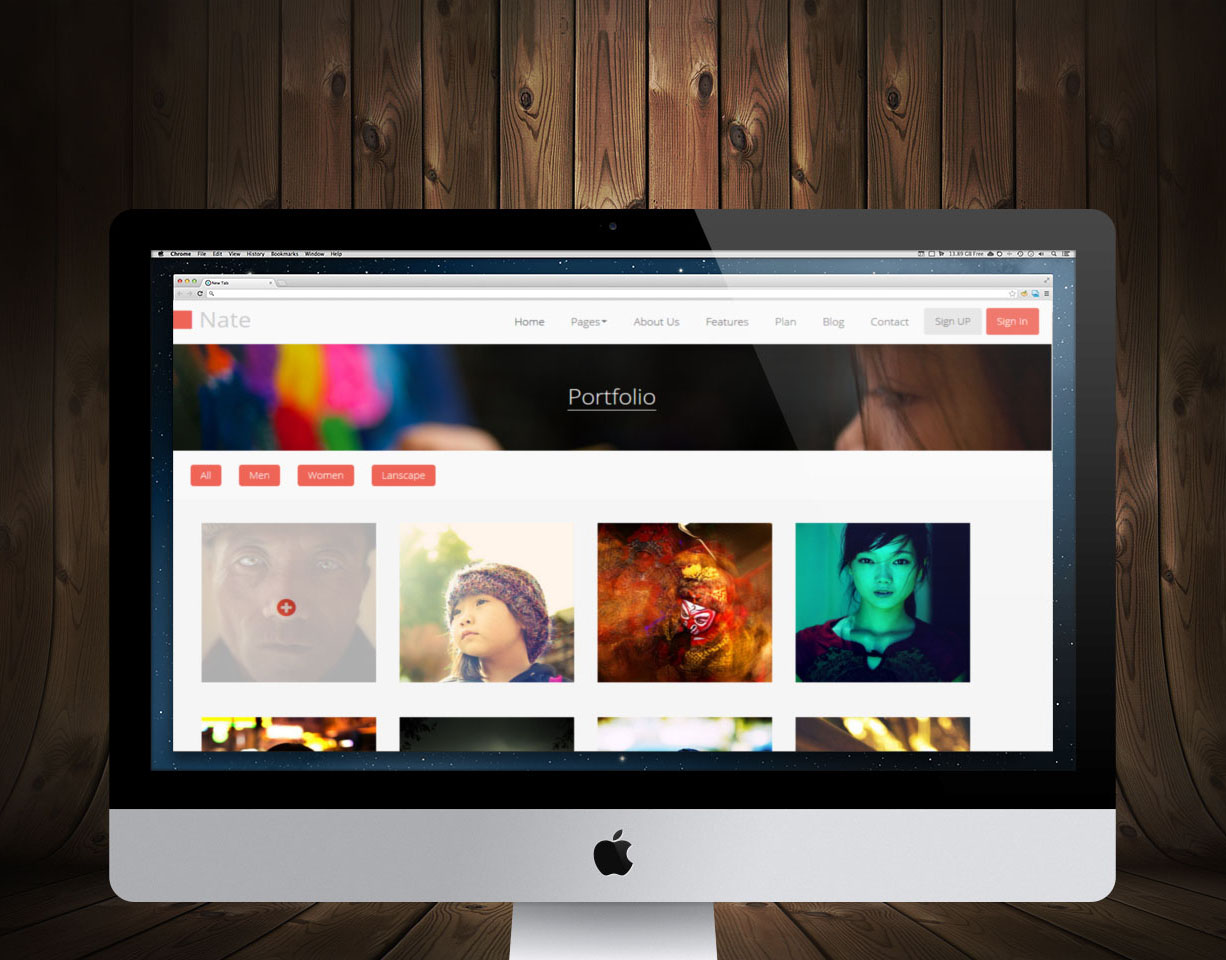 Chrome File Edit View History Bookmarks Window Help 11.89 GB Free
New Tab
Nate Home Pages About Us Features Plan Blog Contact Sign UP Sign In
Portfolio
All Men Women Lanscape